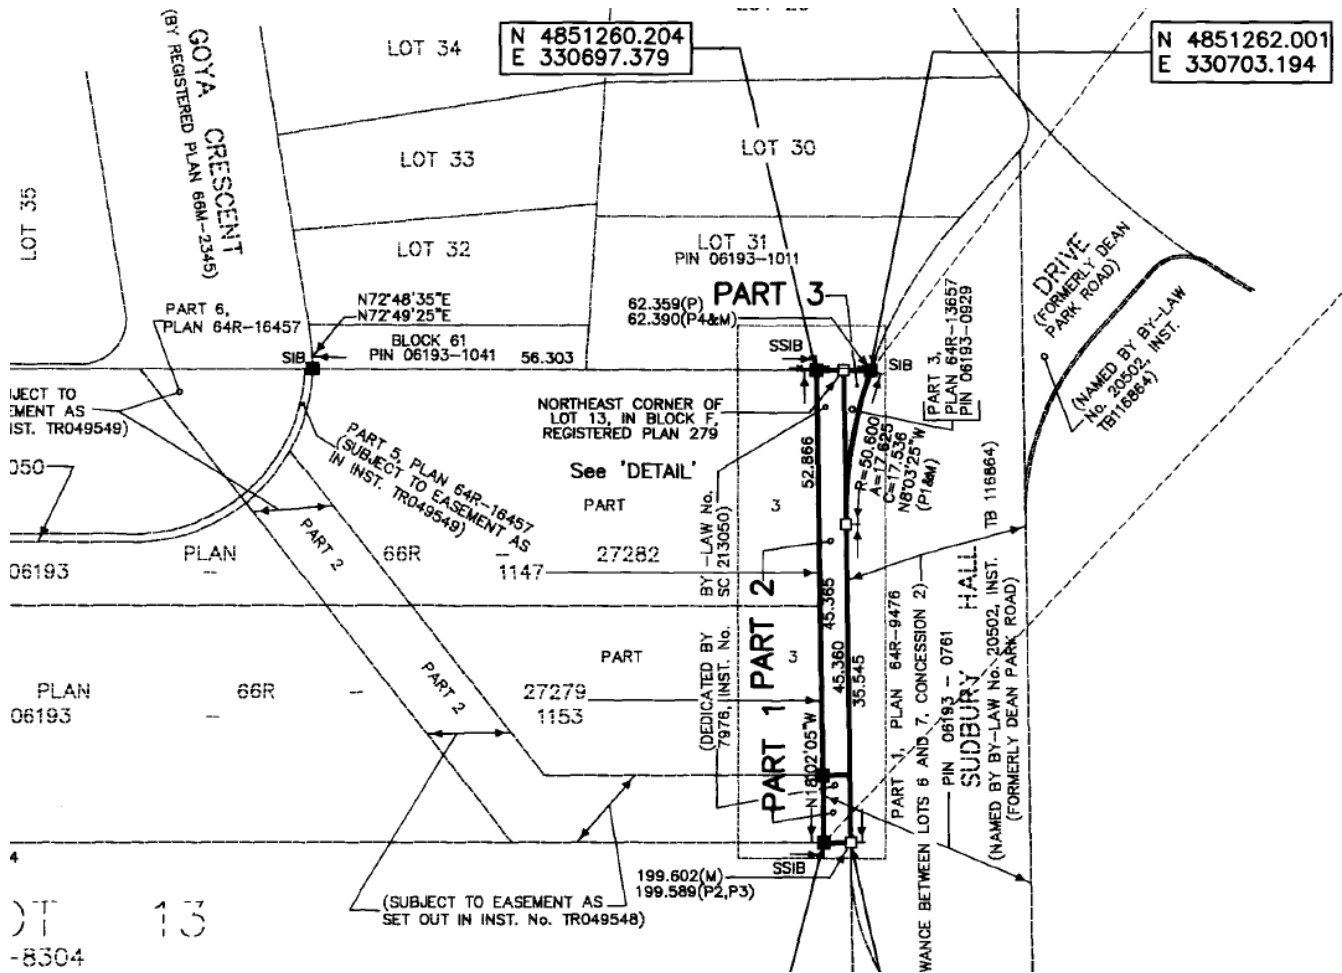 N 4851260.204
E 330697.379
N 4851262.001
E 330703.194
GOYA CRESCENT
(BY REGISTERED PLAN 66M-2345)
LOT 34
LOT 33
LOT 30
LOT 35
LOT 32
LOT 31
PIN 06193-1011
DRIVE
(FORMERLY DEAN
PARK ROAD)
(NAMED BY BY-LAW
No. 20502, INST.
TB116864)
PART 6,
PLAN 64R-16457
N72°48'35"E
N72°49'25"E
62.359(P)
62.390(P4&M)
PART 3
BLOCK 61
PIN 06193-1041
56.303
SIB
SSIB
SIB
PART 3,
PLAN 64R-13657
PIN 06193-0929
JECT TO
EMENT AS
IST. TR049549)
NORTHEAST CORNER OF
LOT 13, IN BLOCK F,
REGISTERED PLAN 279
See 'DETAIL'
PART 5, PLAN 64R-16457
(SUBJECT TO EASEMENT AS
IN INST. TR049549)
050
52.866
R=50.600
A=17.625
C=17.536
N8°03'25"W
(P1&M)
PART
3
PART 2
PLAN 66R - 27282
06193 - 1147
BY-LAW No.
SC 213050)
(DEDICATED BY
7976, INST. No.
PART 1
PART 2
45.365
45.360
35.545
N18°02'05"W
PART
3
PART 2
PLAN 66R - 27279
06193 - 1153
PART 1, PLAN 64R-9476
WANCE BETWEEN LOTS 6 AND 7, CONCESSION 2)
PIN 06193 - 0761
SUDBURY HALL
(NAMED BY BY-LAW No. 20502, INST. TB 116864)
(FORMERLY DEAN PARK ROAD)
SSIB
199.602(M)
199.589(P2,P3)
(SUBJECT TO EASEMENT AS
SET OUT IN INST. No. TR049548)
4
OT 13
-8304